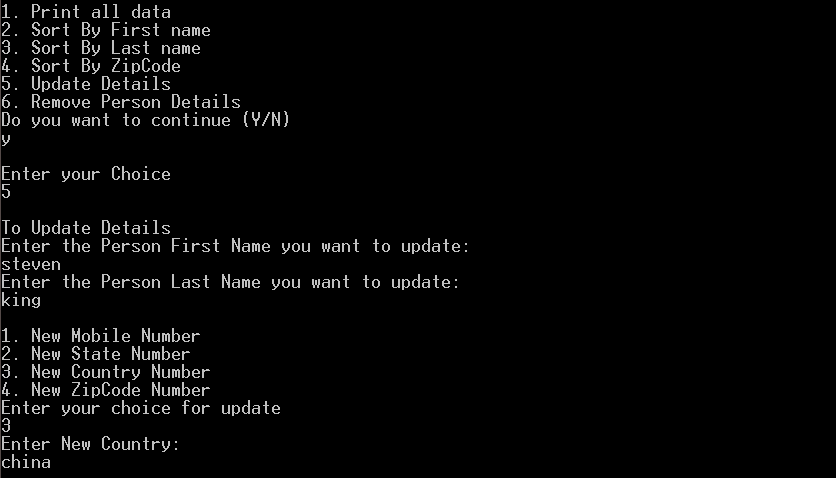 1. Print all data
2. Sort By First name
3. Sort By Last name
4. Sort By ZipCode
5. Update Details
6. Remove Person Details
Do you want to continue (Y/N)
y
Enter your Choice
5
To Update Details
Enter the Person First Name you want to update:
steven
Enter the Person Last Name you want to update:
king
1. New Mobile Number
2. New State Number
3. New Country Number
4. New ZipCode Number
Enter your choice for update
3
Enter New Country:
china